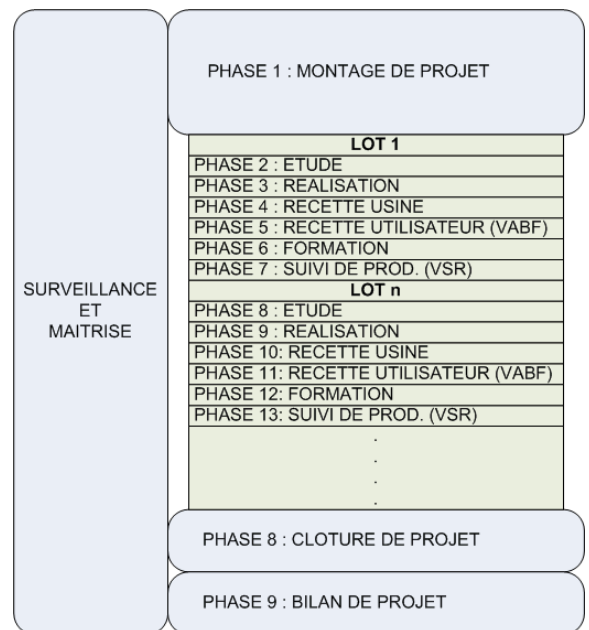 PHASE 1 : MONTAGE DE PROJET
LOT 1
PHASE 2 : ETUDE
PHASE 3 : REALISATION
PHASE 4 : RECETTE USINE
PHASE 5 : RECETTE UTILISATEUR (VABF)
PHASE 6 : FORMATION
PHASE 7 : SUIVI DE PROD. (VSR)
SURVEILLANCE
ET
MAITRISE
LOT n
PHASE 8 : ETUDE
PHASE 9 : REALISATION
PHASE 10: RECETTE USINE
PHASE 11: RECETTE UTILISATEUR (VABF)
PHASE 12: FORMATION
PHASE 13: SUIVI DE PROD. (VSR)
.
.
.
.
PHASE 8 : CLOTURE DE PROJET
PHASE 9 : BILAN DE PROJET